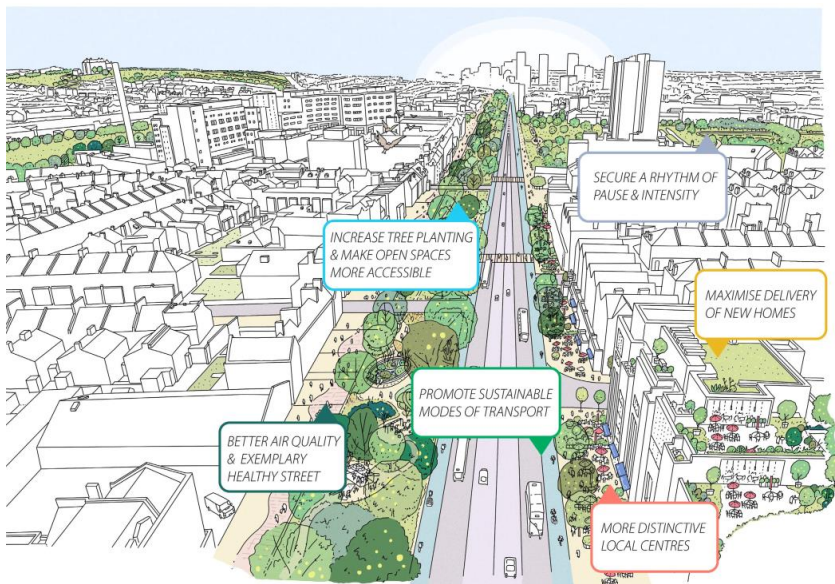 SECURE A RHYTHM OF
PAUSE & INTENSITY
INCREASE TREE PLANTING
& MAKE OPEN SPACES
MORE ACCESSIBLE
MAXIMISE DELIVERY
OF NEW HOMES
PROMOTE SUSTAINABLE
MODES OF TRANSPORT
BETTER AIR QUALITY
& EXEMPLARY
HEALTHY STREET
MORE DISTINCTIVE
LOCAL CENTRES